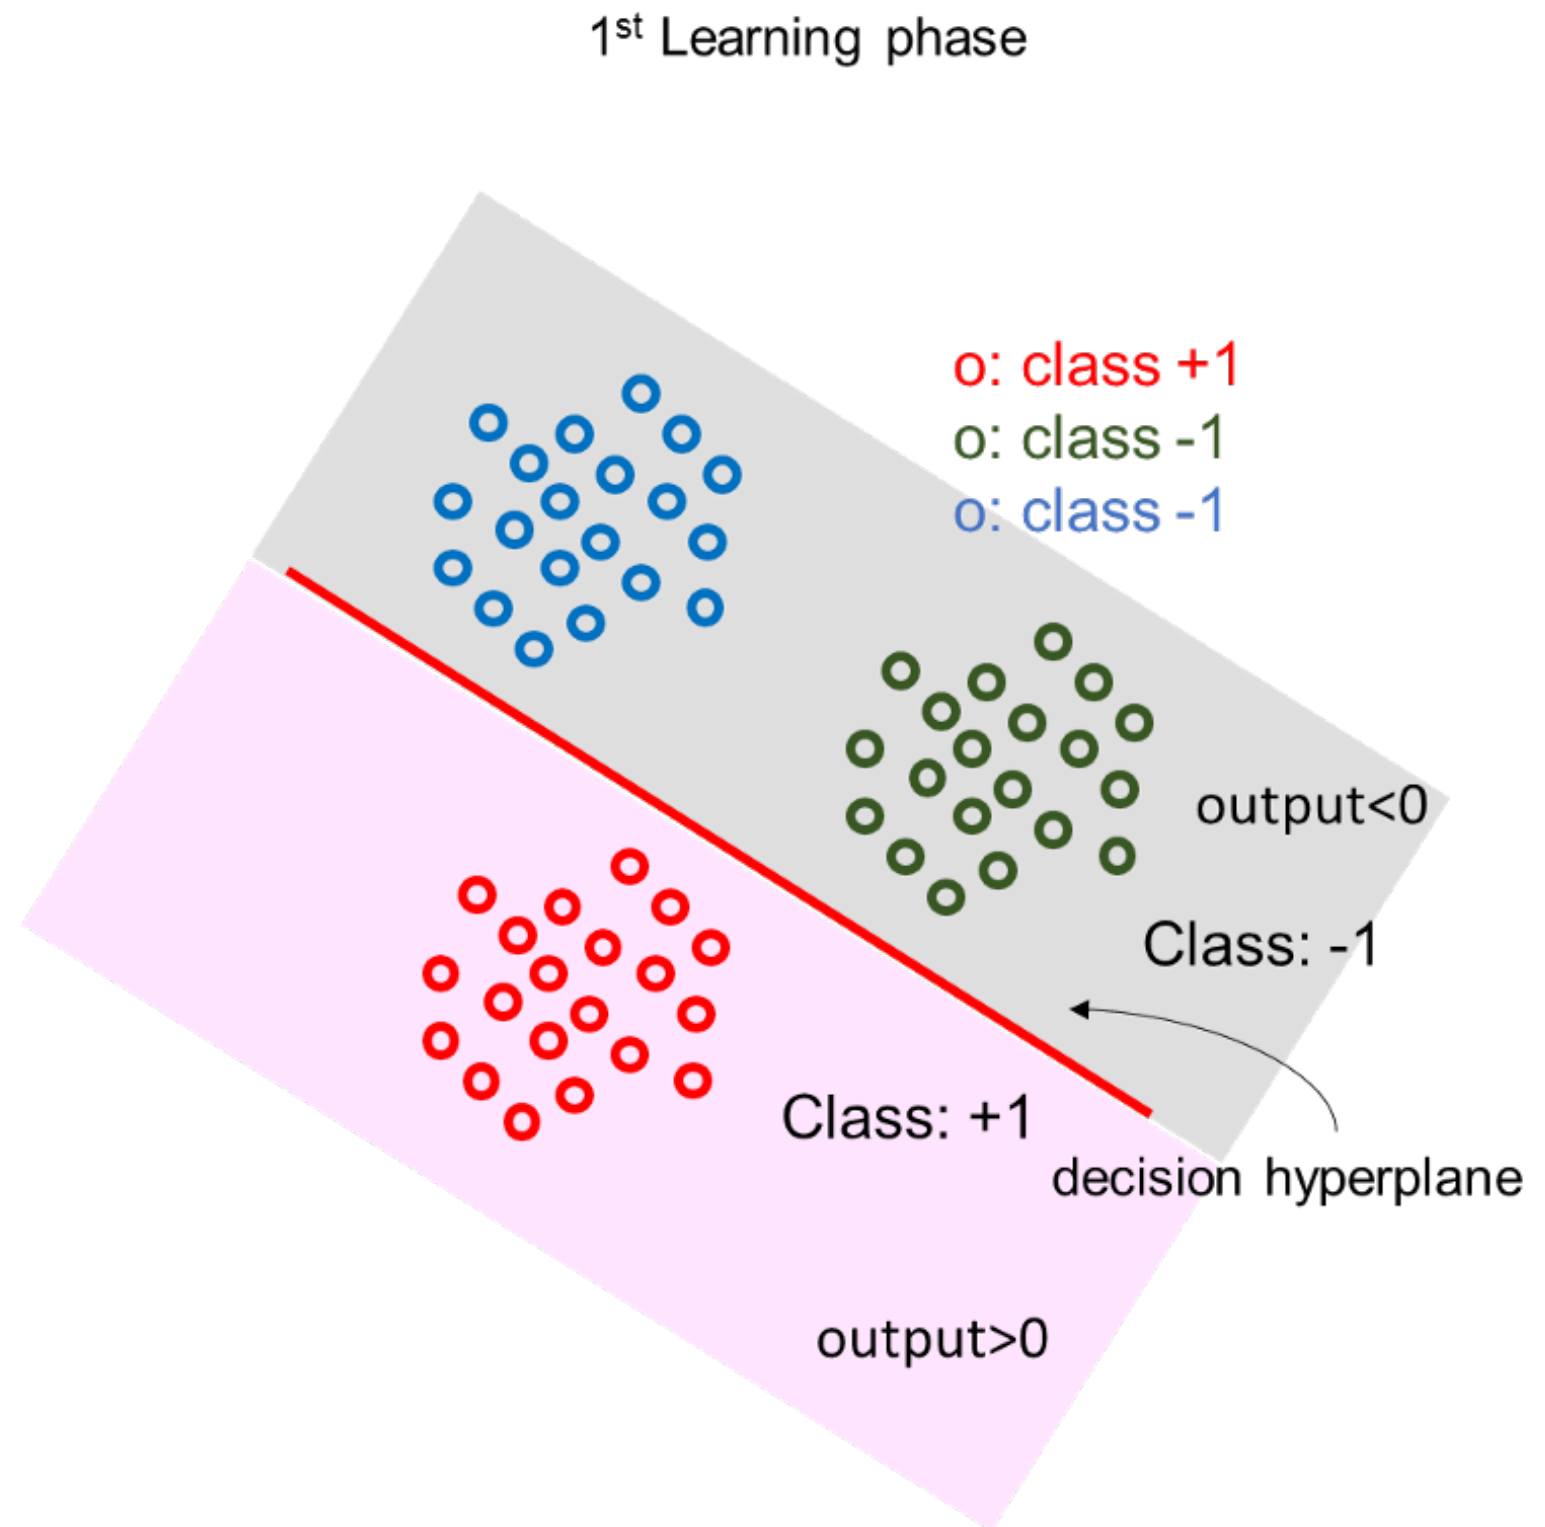 1st Learning phase
o: class +1
o: class -1
o: class -1
output<0
Class: -1
Class: +1
decision hyperplane
output>0